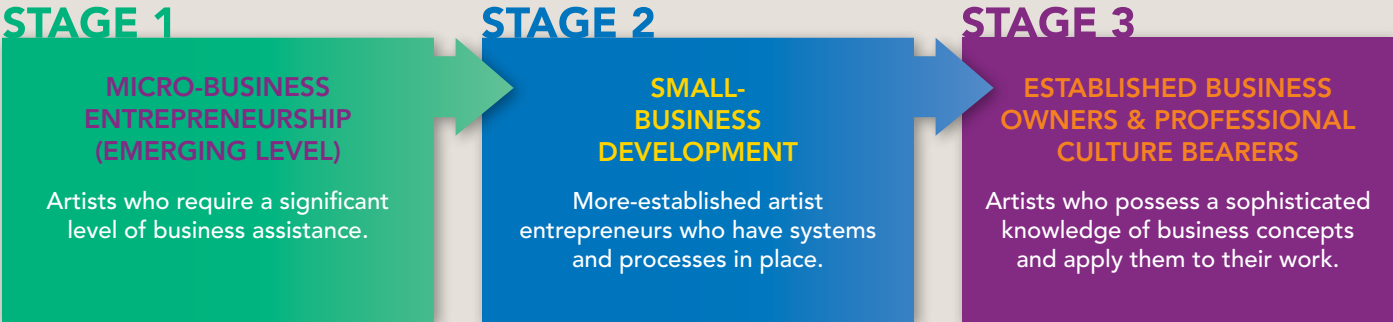 STAGE 1
MICRO-BUSINESS
ENTREPRENEURSHIP
(EMERGING LEVEL)
Artists who require a significant
level of business assistance.
STAGE 2
SMALL-
BUSINESS
DEVELOPMENT
More-established artist
entrepreneurs who have systems
and processes in place.
STAGE 3
ESTABLISHED BUSINESS
OWNERS & PROFESSIONAL
CULTURE BEARERS
Artists who possess a sophisticated
knowledge of business concepts
and apply them to their work.